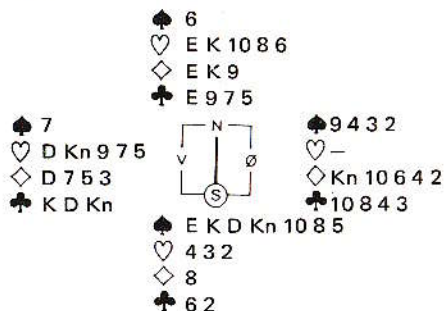 ♠ 6
♡ E K 10 8 6
♢ E K 9
♣ E 9 7 5
♠ 7
♡ D Kn 9 7 5
♢ D 7 5 3
♣ K D Kn
N
V Ø
S
♠ 9 4 3 2
♡ –
♢ Kn 10 6 4 2
♣ 10 8 4 3
♠ E K D Kn 10 8 5
♡ 4 3 2
♢ 8
♣ 6 2